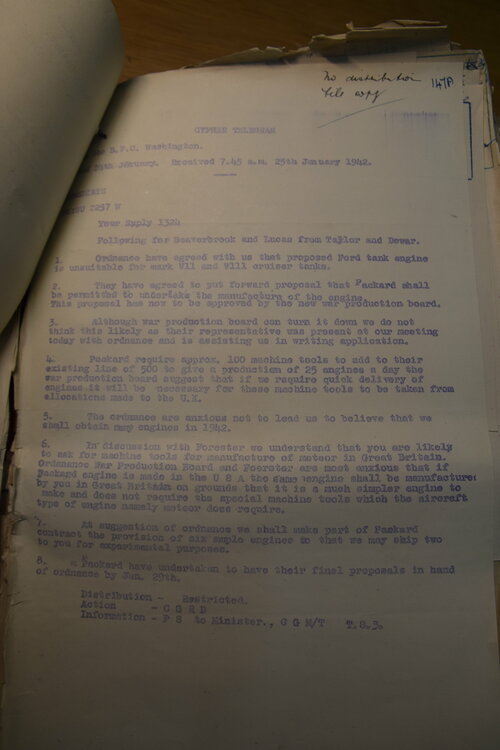 No distribution
file copy
147A
CYPHER TELEGRAM
B.P.C. Washington.
24th January. Received 7.45 a.m. 25th January 1942.
2257 W
Your Supply 1324
Following for Beaverbrook and Lucas from Taylor and Dewar.
1. Ordnance have agreed with us that proposed Ford tank engine
is unsuitable for mark V11 and V111 cruiser tanks.
2. They have agreed to put forward proposal that Packard shall
be permitted to undertake the manufacture of the engine.
This proposal has now to be approved by the new war production board.
3. Although war production board can turn it down we do not
think this likely as their representative was present at our meeting
today with ordnance and is assisting us in writing application.
4. Packard require approx. 100 machine tools to add to their
existing line of 500 to give a production of 25 engines a day the
war production board suggest that if we require quick delivery of
engines it will be necessary for these machine tools to be taken from
allocations made to the U.K.
5. The ordnance are anxious not to lead us to believe that we
shall obtain any engines in 1942.
6. In discussion with Forester we understand that you are likely
to ask for machine tools for manufacture of meteor in Great Britain.
Ordnance War Production Board and Foerster are most anxious that if
Packard engine is made in the U S A the same engine shall be manufactured
by you in Great Britain on grounds that it is a much simpler engine to
make and does not require the special machine tools which the aircraft
type of engine namely meteor does require.
7. At suggestion of ordnance we shall make part of Packard
contract the provision of six smple engines so that we may ship two
to you for experimental purposes.
8. Packard have undertaken to have their final proposals in hand
of ordnance by Jan. 29th.
Distribution - Restricted.
Action - C G R D
Information - P S to Minister., C G M/T T.S.3.